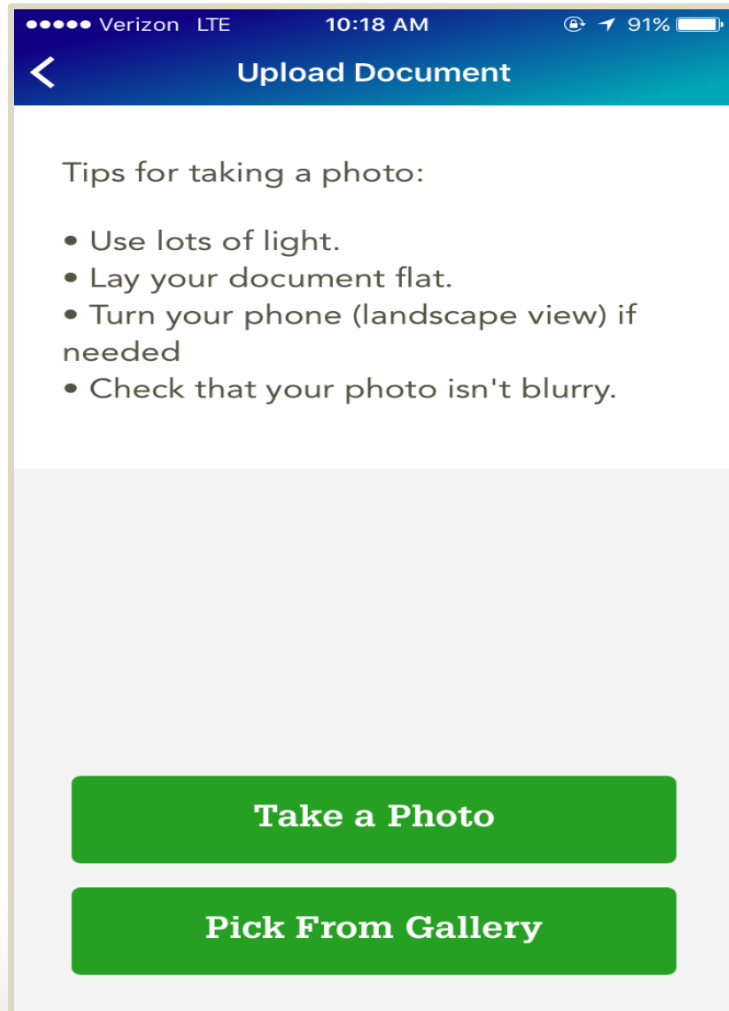 ●●●●● Verizon LTE 10:18 AM 91%
Upload Document
Tips for taking a photo:
• Use lots of light.
• Lay your document flat.
• Turn your phone (landscape view) if
needed
• Check that your photo isn't blurry.
Take a Photo
Pick From Gallery